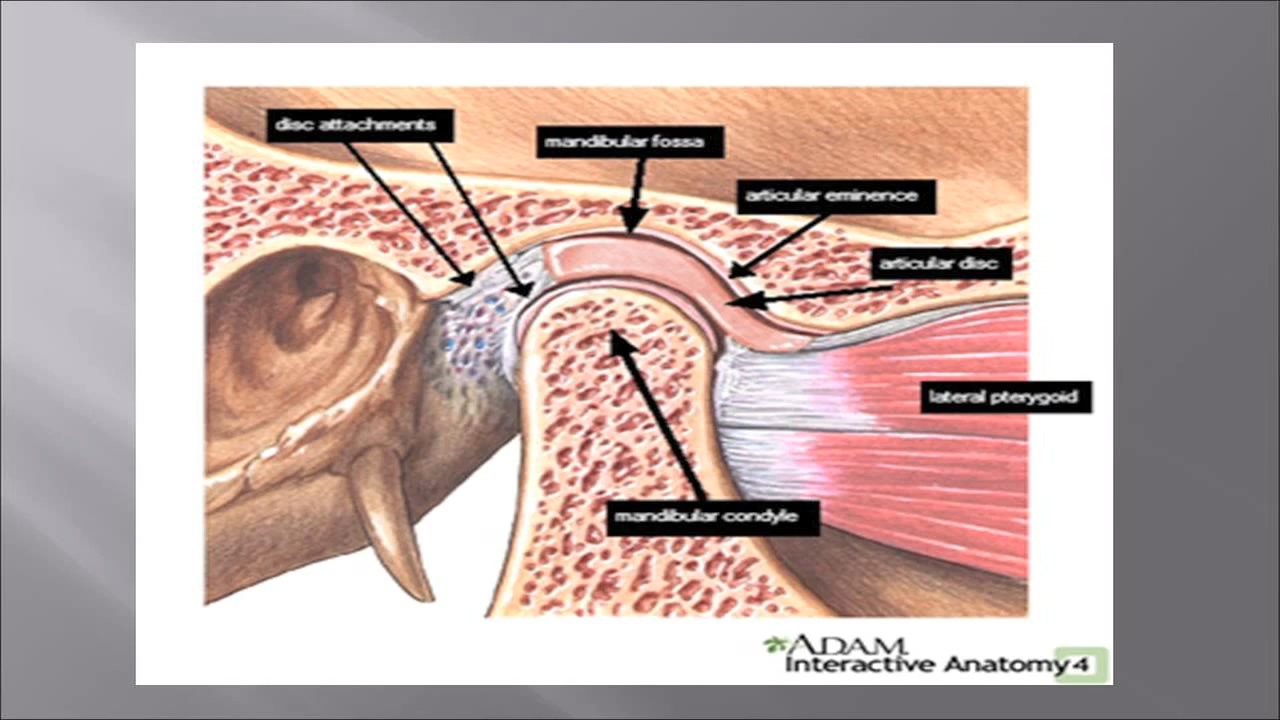 disc attachments
mandibular fossa
articular eminence
articular disc
lateral pterygoid
mandibular condyle
ADAM
Interactive Anatomy 4